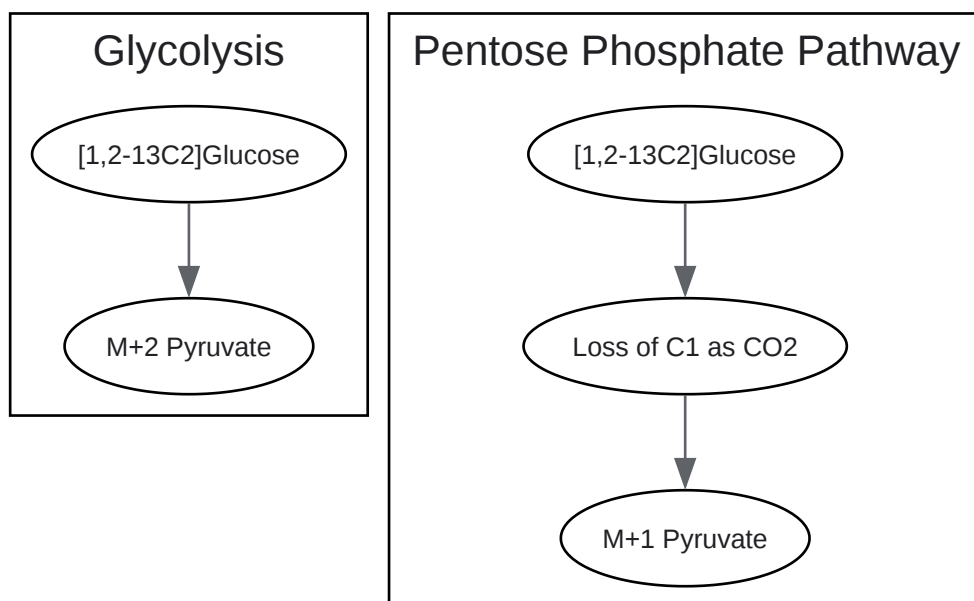 Glycolysis
[1,2-13C2]Glucose
M+2 Pyruvate
Pentose Phosphate Pathway
[1,2-13C2]Glucose
Loss of C1 as CO2
M+1 Pyruvate